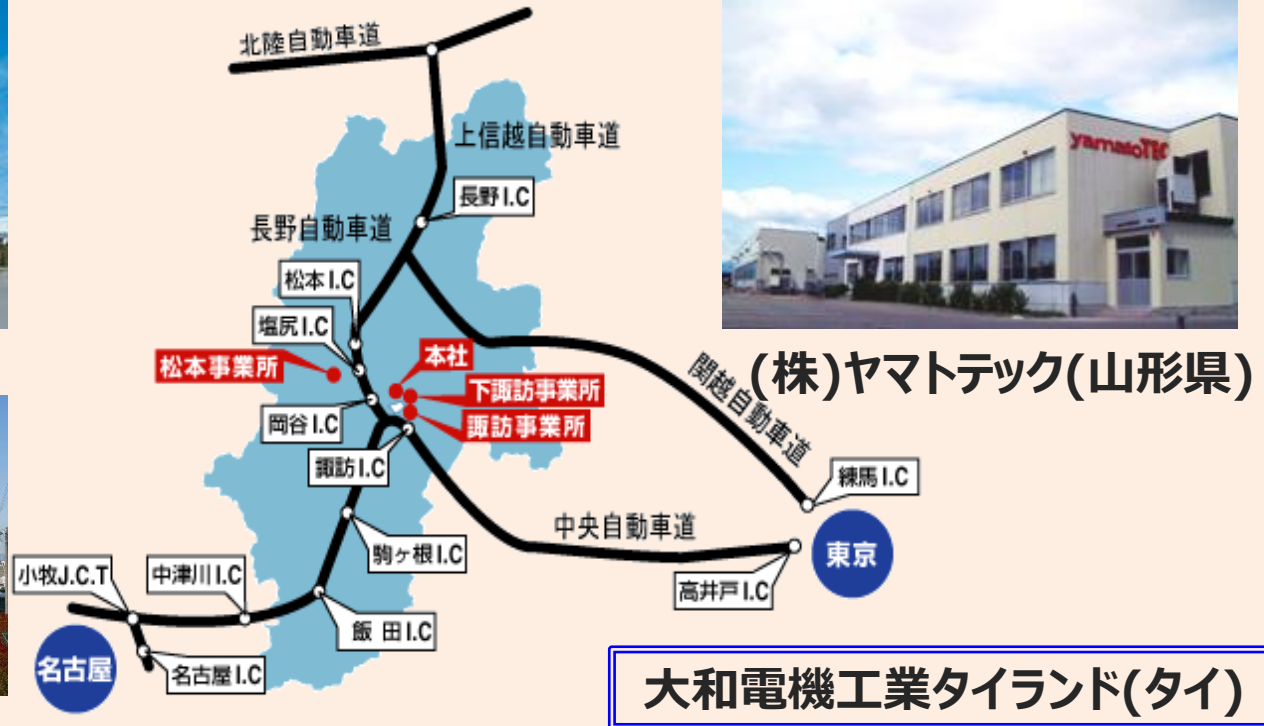 北陸自動車道
上信越自動車道
yamatoTEC
長野I.C
長野自動車道
松本I.C
塩尻I.C
松本事業所
本社
下諏訪事業所
諏訪事業所
(株)ヤマトテック(山形県)
関越自動車道
岡谷I.C
諏訪I.C
練馬I.C
中央自動車道
東京
駒ヶ根I.C
小牧J.C.T
中津川I.C
高井戸I.C
飯田I.C
名古屋
名古屋I.C
大和電機工業タイランド(タイ)